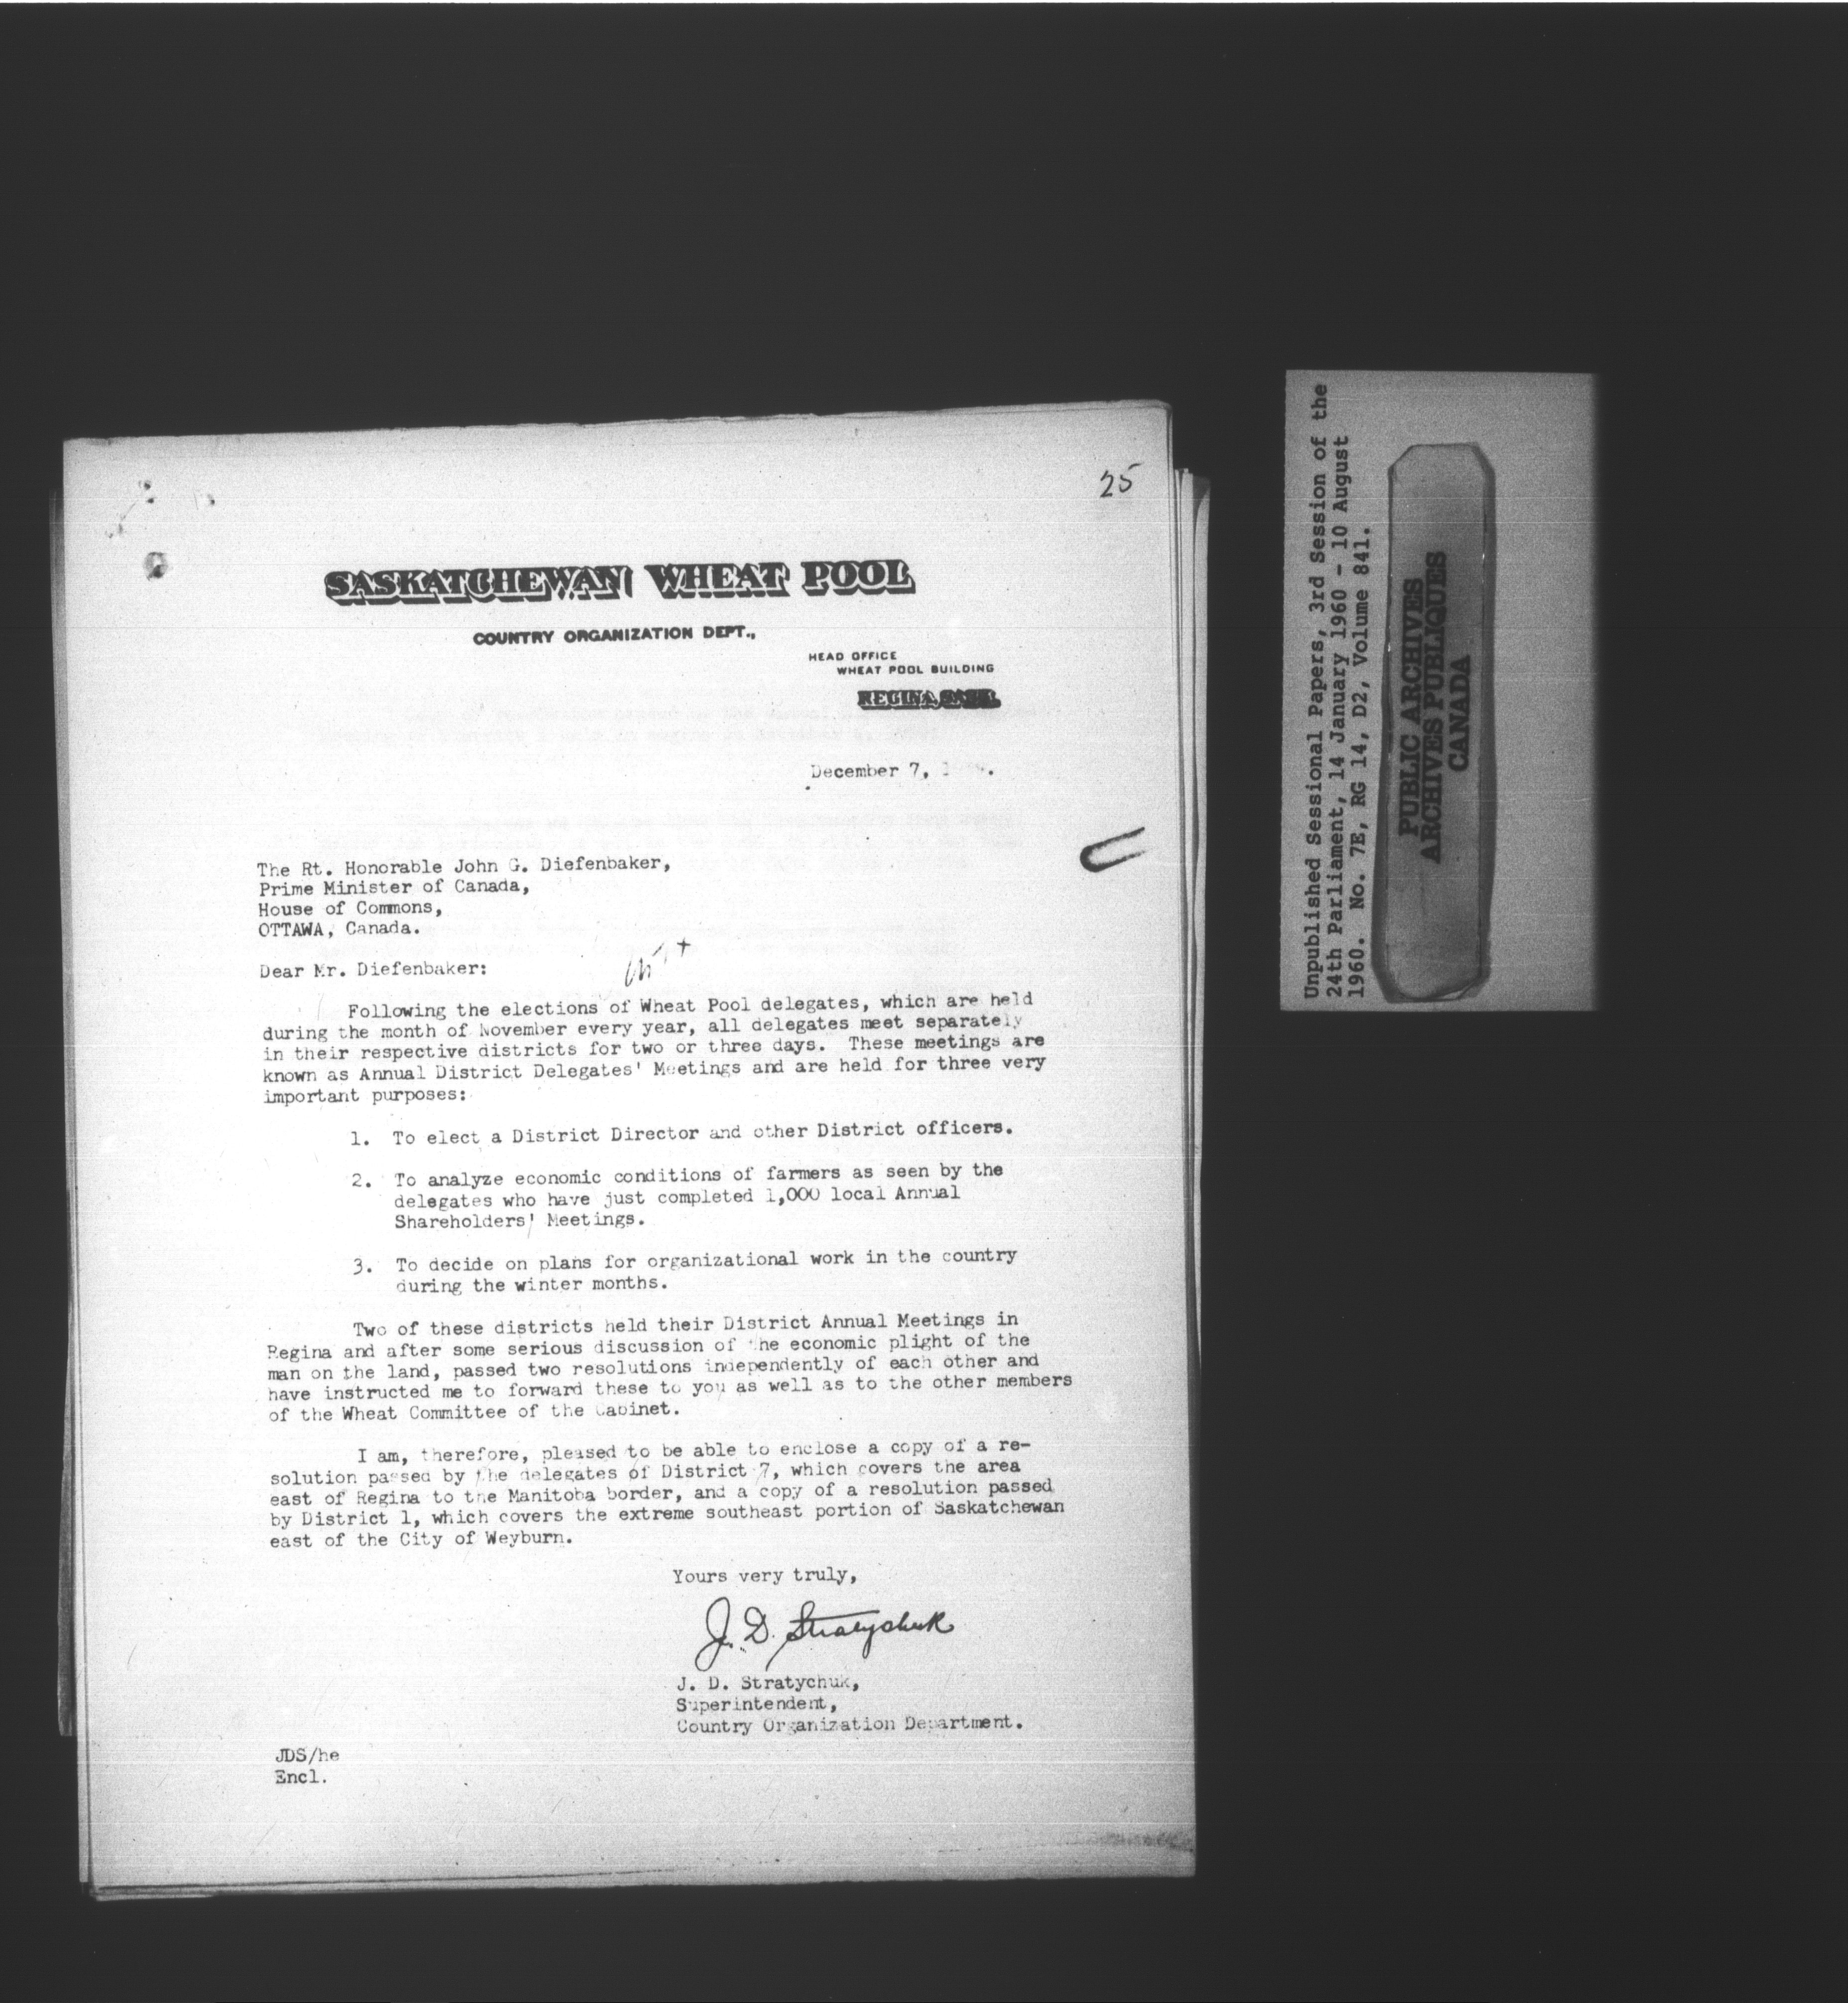 25
SASKATCHEWAN WHEAT POOL
COUNTRY ORGANIZATION DEPT.,
HEAD OFFICE
WHEAT POOL BUILDING
REGINA, SASK.
December 7,
The Rt. Honorable John G. Diefenbaker,
Prime Minister of Canada,
House of Commons,
OTTAWA, Canada.
Dear Mr. Diefenbaker:
Following the elections of Wheat Pool delegates, which are held
during the month of November every year, all delegates meet separately
in their respective districts for two or three days. These meetings are
known as Annual District Delegates' Meetings and are held for three very
important purposes:
1. To elect a District Director and other District officers.
2. To analyze economic conditions of farmers as seen by the
delegates who have just completed 1,000 local Annual
Shareholders' Meetings.
3. To decide on plans for organizational work in the country
during the winter months.
Two of these districts held their District Annual Meetings in
Regina and after some serious discussion of the economic plight of the
man on the land, passed two resolutions independently of each other and
have instructed me to forward these to you as well as to the other members
of the Wheat Committee of the Cabinet.
I am, therefore, pleased to be able to enclose a copy of a re-
solution passed by the delegates of District 7, which covers the area
east of Regina to the Manitoba border, and a copy of a resolution passed
by District 1, which covers the extreme southeast portion of Saskatchewan
east of the City of Weyburn.
Yours very truly,
J. D. Stratychuk
J. D. Stratychuk,
Superintendent,
Country Organization Department.
JDS/he
Encl.
Unpublished Sessional Papers, 3rd Session of the
24th Parliament, 14 January 1960 - 10 August
1960. No. 7E, RG 14, D2, Volume 841.
PUBLIC ARCHIVES
ARCHIVES PUBLIQUES
CANADA